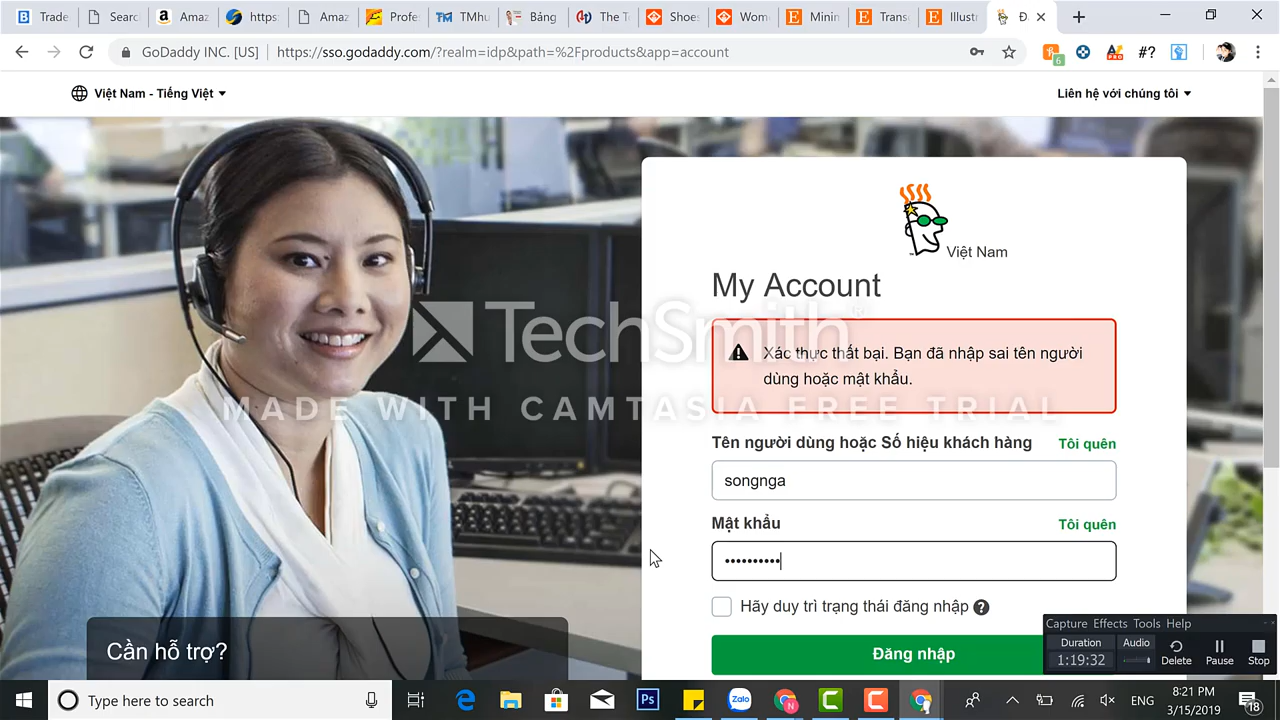 Trade
Searc
Amaz
https:
Amaz
Profe
TMhu
Bảng
The T
Shoes
Wom
Minin
Trans
Illustr
GoDaddy INC. [US]
https://sso.godaddy.com/?realm=idp&path=%2Fproducts&app=account
6
PRO
#?
Việt Nam - Tiếng Việt
Liên hệ với chúng tôi
Việt Nam
My Account
Xác thực thất bại. Bạn đã nhập sai tên người
dùng hoặc mật khẩu.
TechSmith
MADE WITH CAMTASIA FREE TRIAL
Tên người dùng hoặc Số hiệu khách hàng
Tôi quên
songnga
Mật khẩu
Tôi quên
••••••••••
Hãy duy trì trạng thái đăng nhập
Đăng nhập
Cần hỗ trợ?
Capture Effects Tools Help
Duration
Audio
1:19:32
Delete
Pause
Stop
Type here to search
Ps
Zalo
ENG
8:21 PM
3/15/2019
18